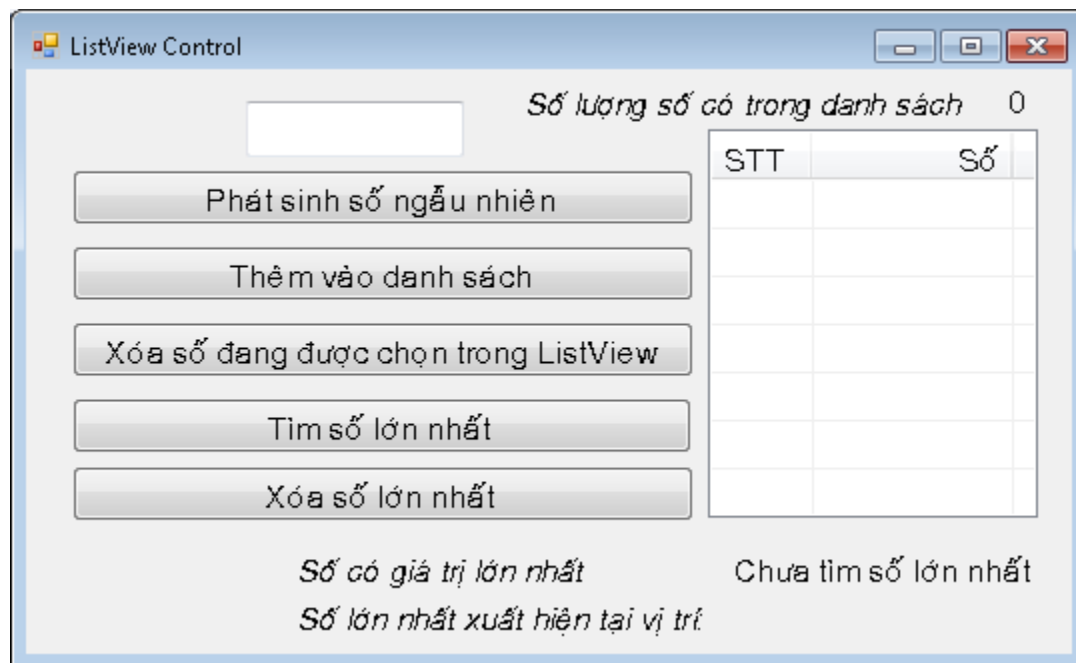 ListView Control
Số lượng số có trong danh sách 0
STT Số
Phát sinh số ngẫu nhiên
Thêm vào danh sách
Xóa số đang được chọn trong ListView
Tìm số lớn nhất
Xóa số lớn nhất
Số có giá trị lớn nhất Chưa tìm số lớn nhất
Số lớn nhất xuất hiện tại vị trí: